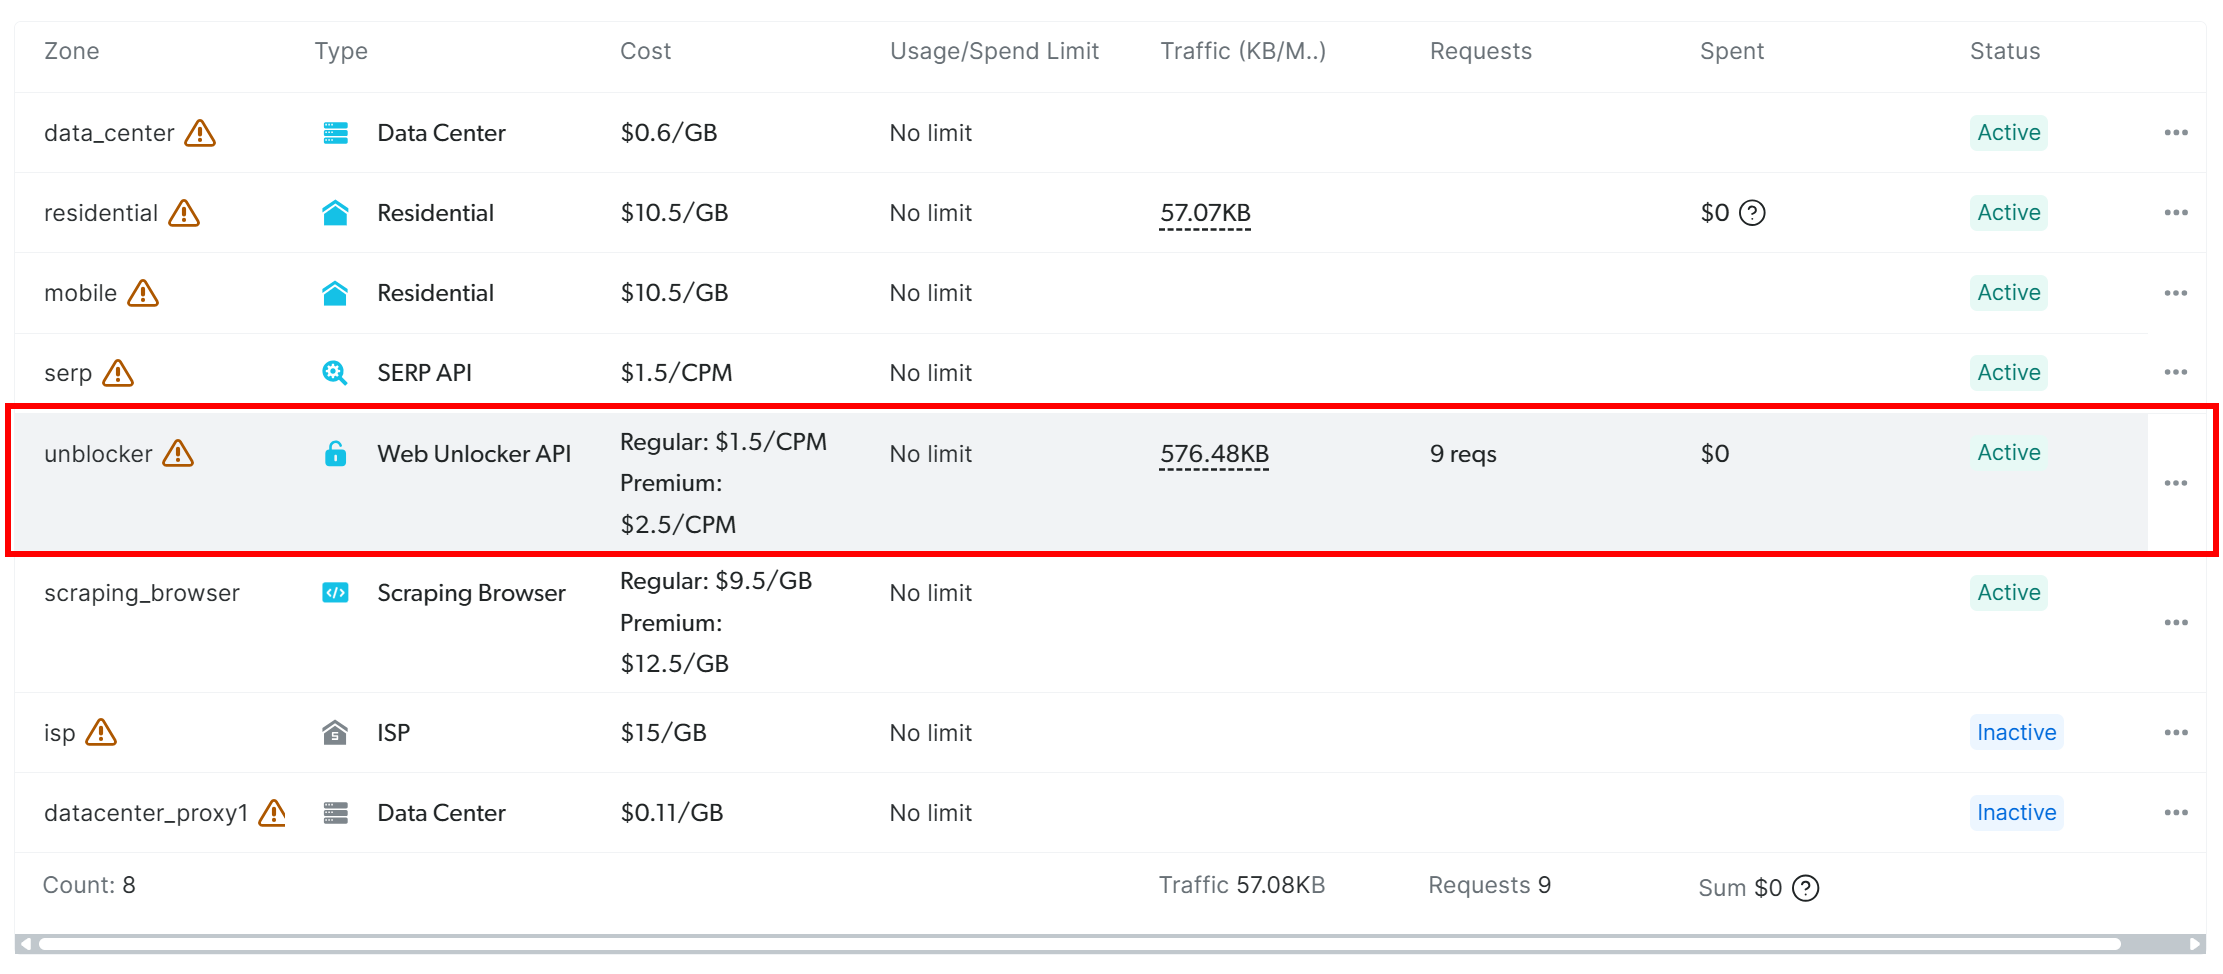 Zone Type Cost Usage/Spend Limit Traffic (KB/M..) Requests Spent Status
data_center Data Center $0.6/GB No limit Active
residential Residential $10.5/GB No limit 57.07KB $0 Active
mobile Residential $10.5/GB No limit Active
serp SERP API $1.5/CPM No limit Active
unblocker Web Unlocker API Regular: $1.5/CPM No limit 576.48KB 9 reqs $0 Active
Premium:
$2.5/CPM
scraping_browser Scraping Browser Regular: $9.5/GB No limit Active
Premium:
$12.5/GB
isp ISP $15/GB No limit Inactive
datacenter_proxy1 Data Center $0.11/GB No limit Inactive
Count: 8 Traffic 57.08KB Requests 9 Sum $0